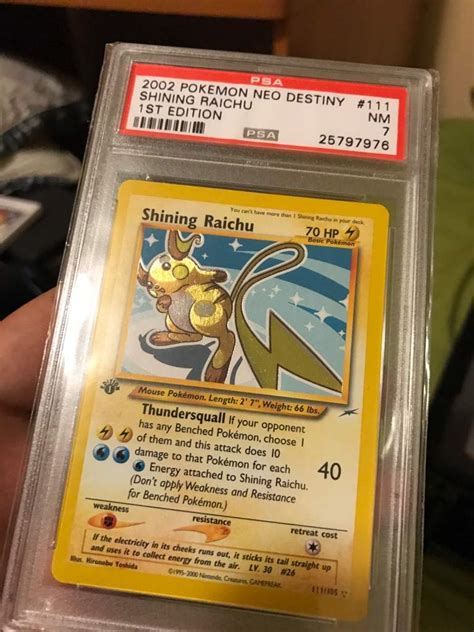 PSA
2002 POKEMON NEO DESTINY #111
SHINING RAICHU NM
1ST EDITION 7
PSA 25797976
You can't have more than 1 Shining Raichu in your deck.
Shining Raichu 70 HP
Basic Pokémon
1
Mouse Pokémon. Length: 2' 7", Weight: 66 lbs.
Thundersquall If your opponent
has any Benched Pokémon, choose 1
of them and this attack does 10
damage to that Pokémon for each
Energy attached to Shining Raichu.
(Don't apply Weakness and Resistance
for Benched Pokémon.)
40
weakness resistance retreat cost
If the electricity in its cheeks runs out, it sticks its tail straight up
and uses it to collect energy from the air. LV. 30 #26
Illus. Hironobu Yoshida
©1995-2000 Nintendo, Creatures, GAMEFREAK.
111/105